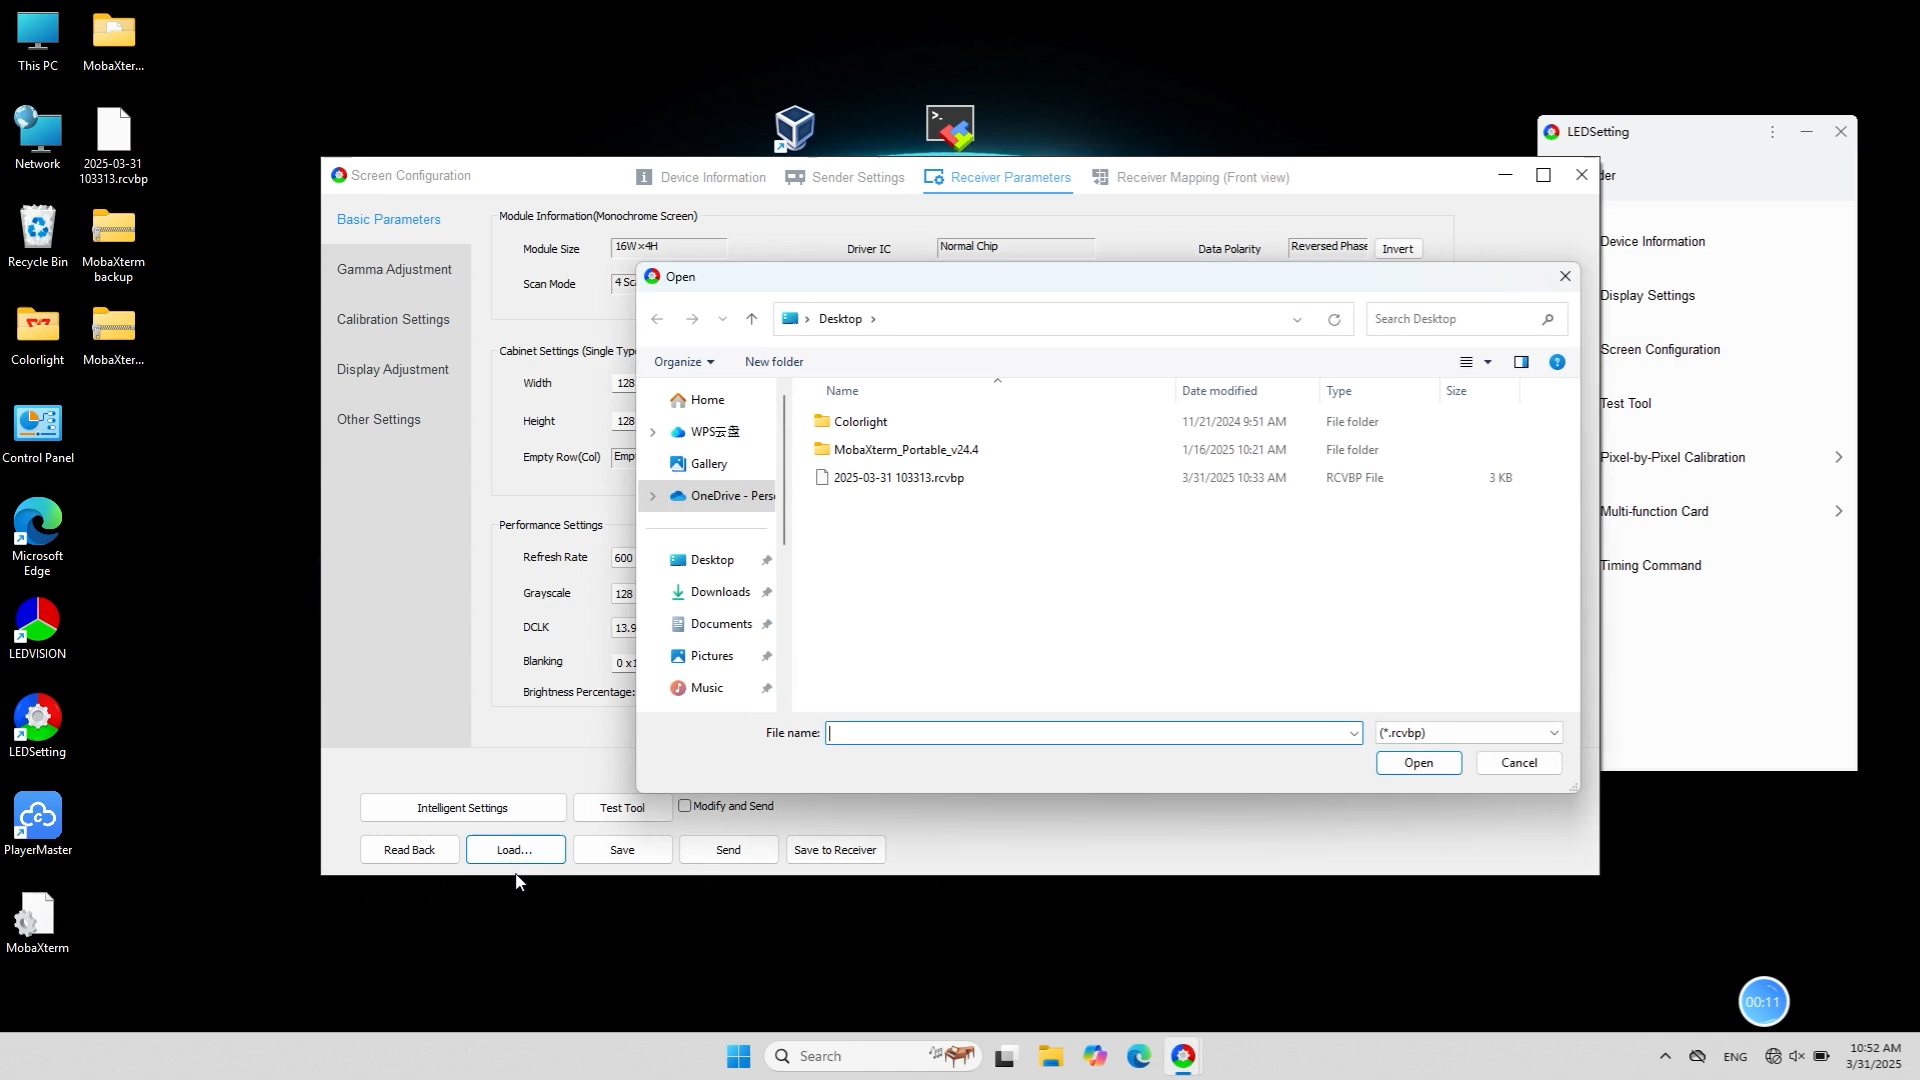 This PC
MobaXter...
Network
2025-03-31
103313.rcvbp
Recycle Bin
MobaXterm
backup
Colorlight
MobaXter...
Control Panel
Microsoft
Edge
LEDVISION
LEDSetting
PlayerMaster
MobaXterm
Screen Configuration
Device Information
Sender Settings
Receiver Parameters
Receiver Mapping (Front view)
Basic Parameters
Gamma Adjustment
Calibration Settings
Display Adjustment
Other Settings
Module Information(Monochrome Screen)
Module Size
16W×4H
Driver IC
Normal Chip
Data Polarity
Reversed Phase
Invert
Scan Mode
4 Sc
Cabinet Settings (Single Typ
Width
128
Height
128
Empty Row(Col)
Emp
Performance Settings
Refresh Rate
600
Grayscale
128
DCLK
13.9
Blanking
0 x1
Brightness Percentage:
Open
Desktop
Search Desktop
Organize
New folder
Home
WPS云盘
Gallery
OneDrive - Pers
Desktop
Downloads
Documents
Pictures
Music
Name
Date modified
Type
Size
Colorlight
11/21/2024 9:51 AM
File folder
MobaXterm_Portable_v24.4
1/16/2025 10:21 AM
File folder
2025-03-31 103313.rcvbp
3/31/2025 10:33 AM
RCVBP File
3 KB
File name:
(*.rcvbp)
Open
Cancel
Intelligent Settings
Test Tool
Modify and Send
Read Back
Load...
Save
Send
Save to Receiver
LEDSetting
der
Device Information
Display Settings
Screen Configuration
Test Tool
Pixel-by-Pixel Calibration
Multi-function Card
Timing Command
00:11
Search
ENG
10:52 AM
3/31/2025